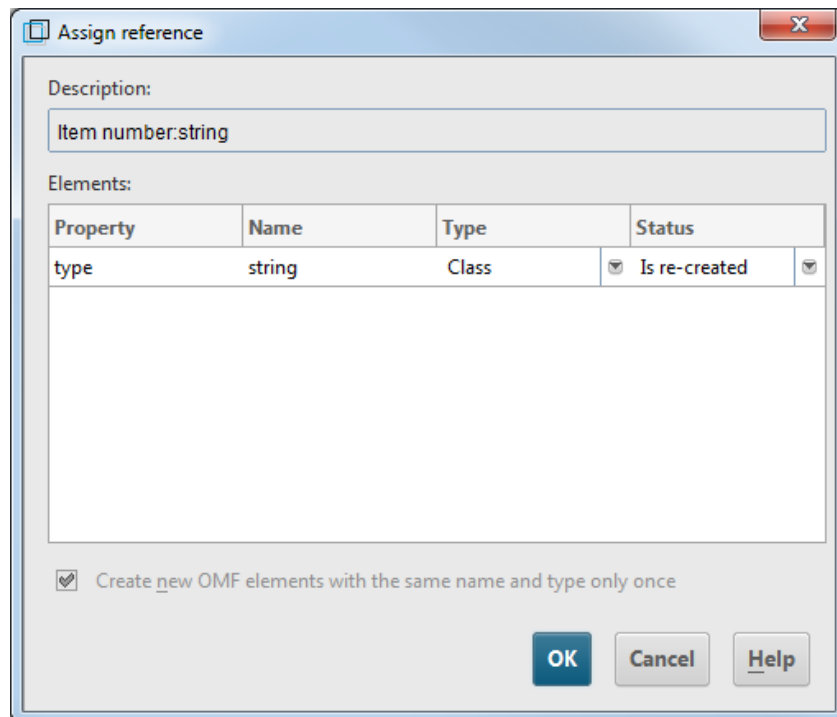 Assign reference
Description:
Item number:string
Elements:
Property Name Type Status
type string Class Is re-created
Create new OMF elements with the same name and type only once
OK Cancel Help